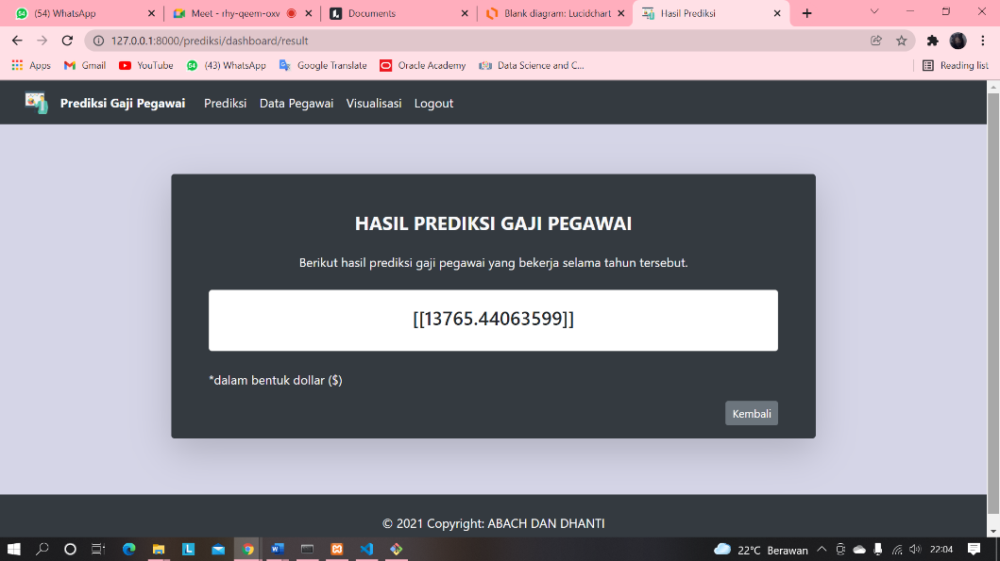 (54) WhatsApp
Meet - rhy-qeem-oxv
Documents
Blank diagram: Lucidchart
Hasil Prediksi
127.0.0.1:8000/prediksi/dashboard/result
Apps
Gmail
YouTube
(43) WhatsApp
Google Translate
Oracle Academy
Data Science and C...
Reading list
Prediksi Gaji Pegawai
Prediksi
Data Pegawai
Visualisasi
Logout
HASIL PREDIKSI GAJI PEGAWAI
Berikut hasil prediksi gaji pegawai yang bekerja selama tahun tersebut.
[[13765.44063599]]
*dalam bentuk dollar ($)
Kembali
© 2021 Copyright: ABACH DAN DHANTI
22°C Berawan
22:04